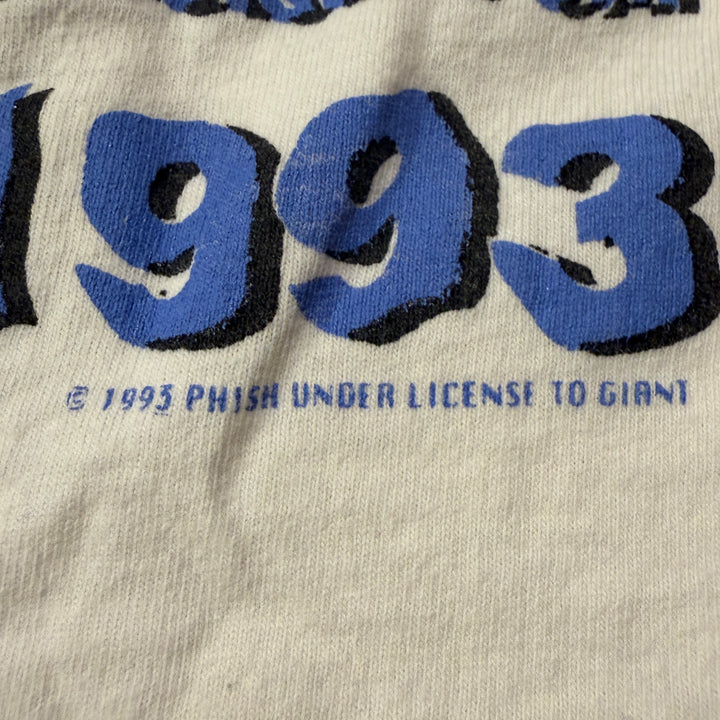 1993
© 1993 PHISH UNDER LICENSE TO GIANT